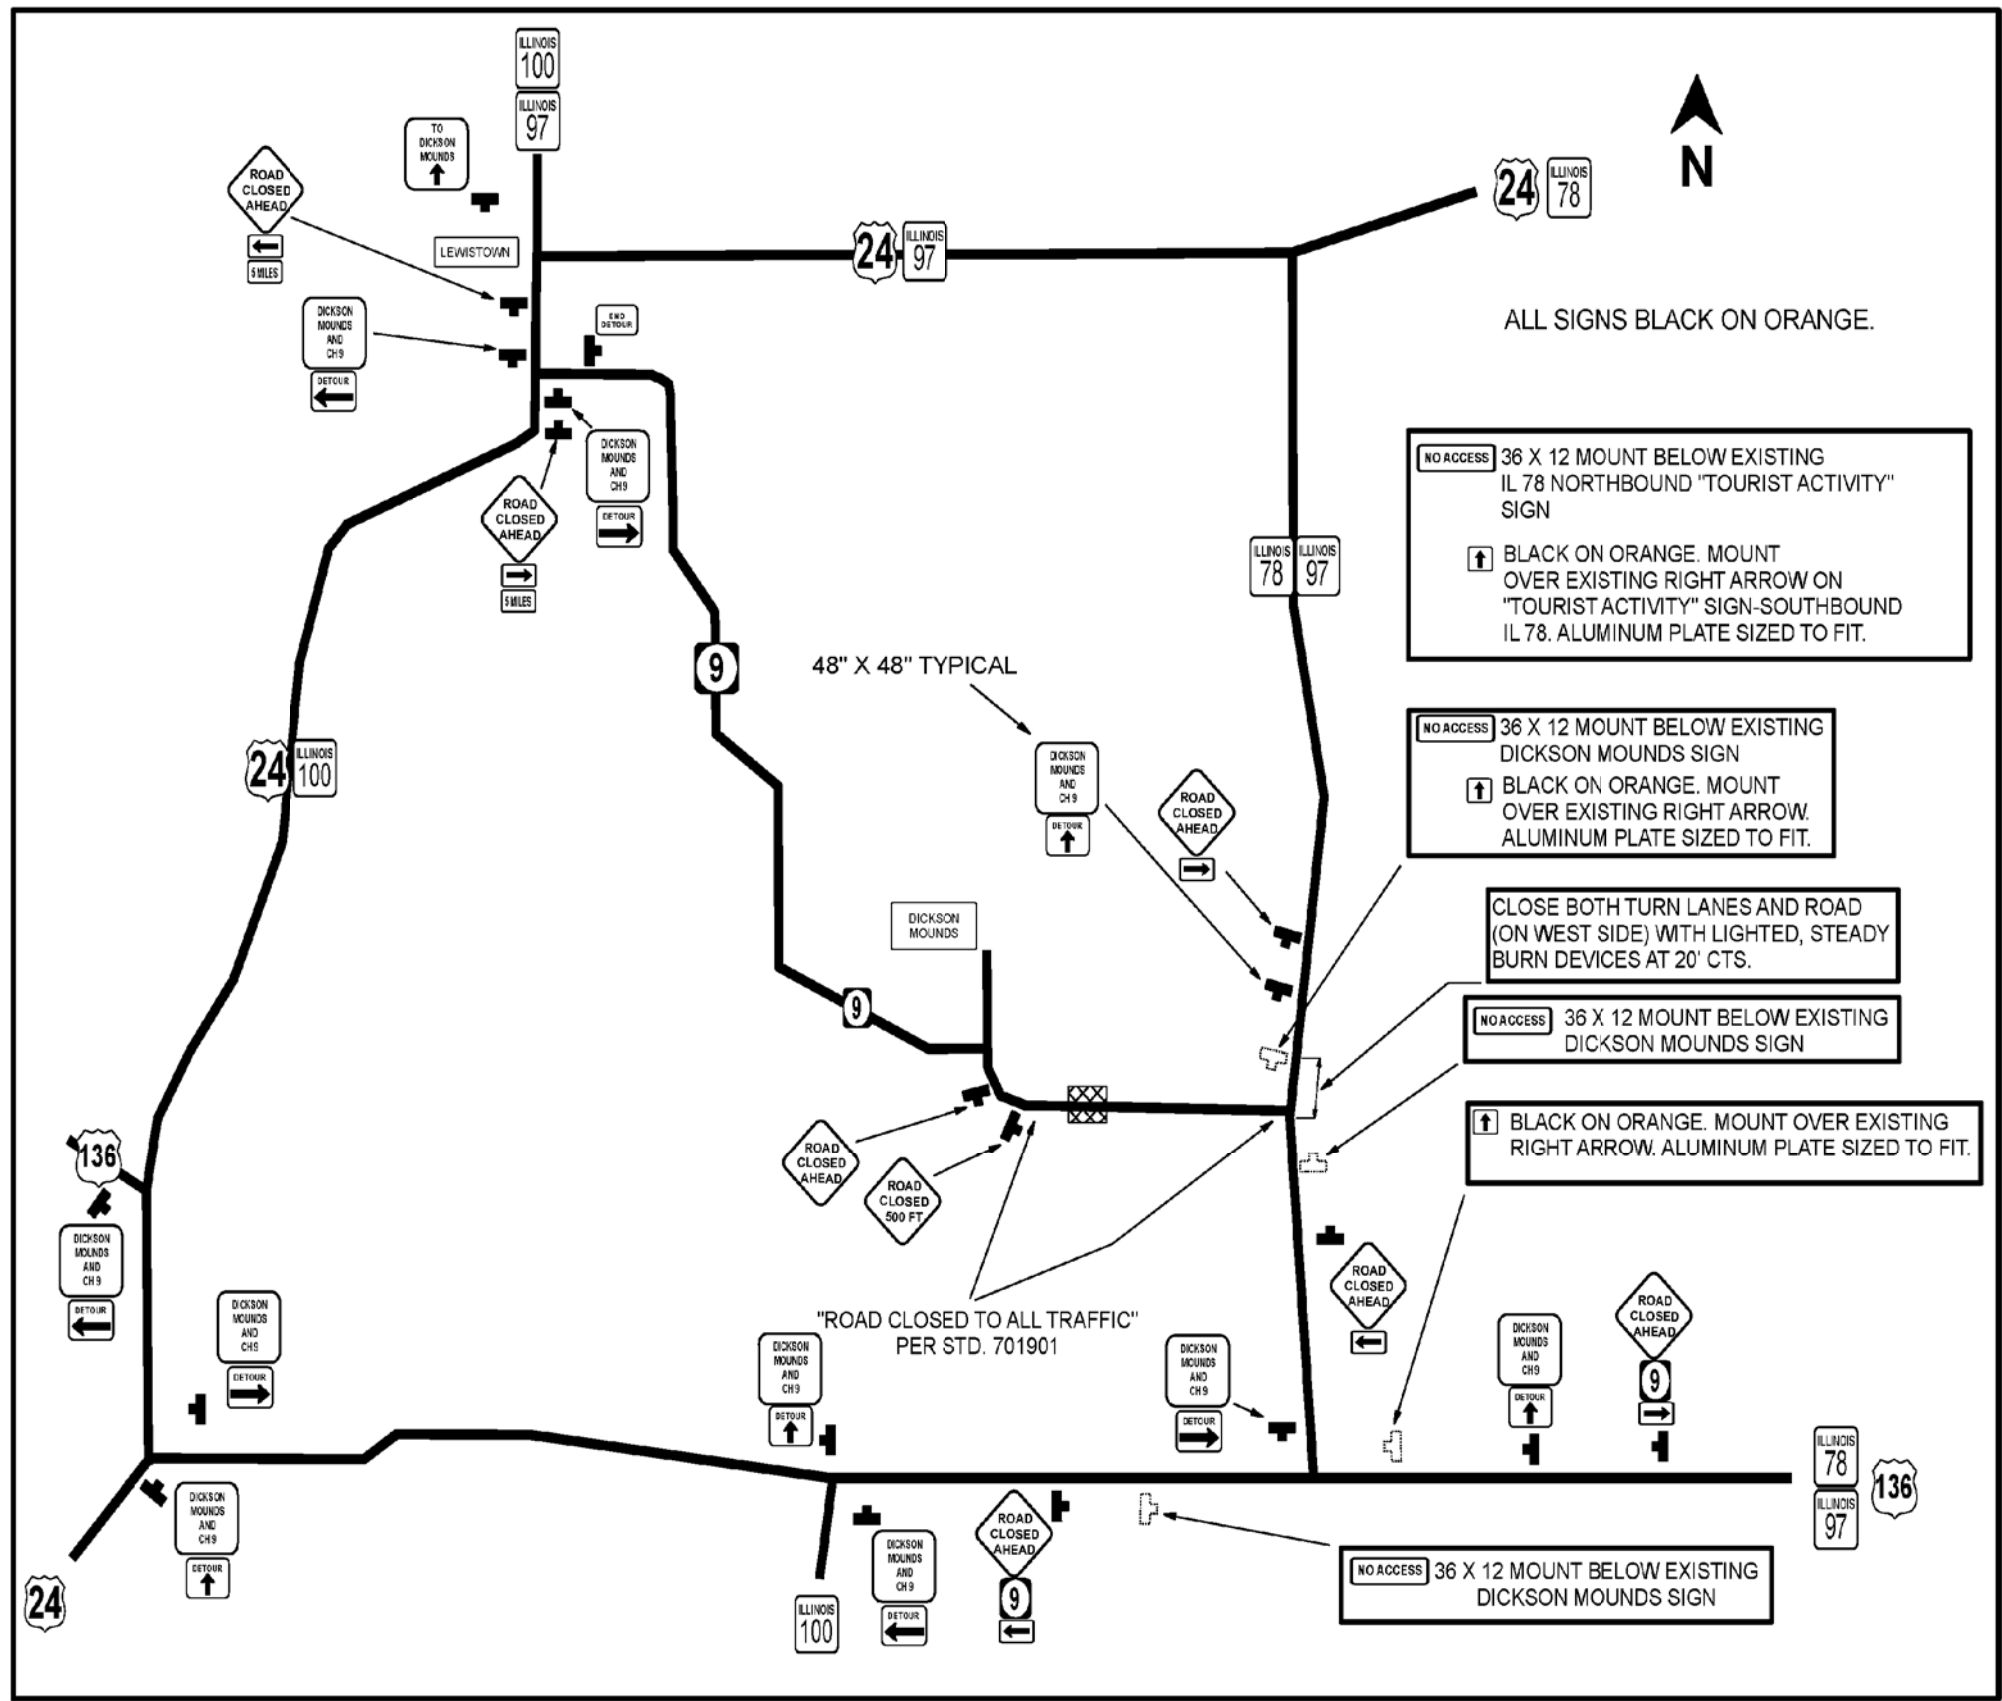 ILLINOIS
100
ILLINOIS
97
TO
DICKSON
MOUNDS
ROAD
CLOSED
AHEAD
5 MILES
LEWISTOWN
24
ILLINOIS
97
24
ILLINOIS
78
N
ALL SIGNS BLACK ON ORANGE.
DICKSON
MOUNDS
AND
CH 9
DETOUR
END
DETOUR
DICKSON
MOUNDS
AND
CH 9
DETOUR
ROAD
CLOSED
AHEAD
5 MILES
NO ACCESS 36 X 12 MOUNT BELOW EXISTING
IL 78 NORTHBOUND "TOURIST ACTIVITY"
SIGN
BLACK ON ORANGE. MOUNT
OVER EXISTING RIGHT ARROW ON
"TOURIST ACTIVITY" SIGN-SOUTHBOUND
IL 78. ALUMINUM PLATE SIZED TO FIT.
ILLINOIS
78
ILLINOIS
97
9
48" X 48" TYPICAL
24
ILLINOIS
100
DICKSON
MOUNDS
AND
CH 9
DETOUR
ROAD
CLOSED
AHEAD
NO ACCESS 36 X 12 MOUNT BELOW EXISTING
DICKSON MOUNDS SIGN
BLACK ON ORANGE. MOUNT
OVER EXISTING RIGHT ARROW.
ALUMINUM PLATE SIZED TO FIT.
DICKSON
MOUNDS
CLOSE BOTH TURN LANES AND ROAD
(ON WEST SIDE) WITH LIGHTED, STEADY
BURN DEVICES AT 20' CTS.
9
NO ACCESS 36 X 12 MOUNT BELOW EXISTING
DICKSON MOUNDS SIGN
BLACK ON ORANGE. MOUNT OVER EXISTING
RIGHT ARROW. ALUMINUM PLATE SIZED TO FIT.
136
ROAD
CLOSED
AHEAD
ROAD
CLOSED
500 FT
DICKSON
MOUNDS
AND
CH 9
DETOUR
DICKSON
MOUNDS
AND
CH9
DETOUR
"ROAD CLOSED TO ALL TRAFFIC"
PER STD. 701901
DICKSON
MOUNDS
AND
CH 9
DETOUR
DICKSON
MOUNDS
AND
CH 9
DETOUR
ROAD
CLOSED
AHEAD
DICKSON
MOUNDS
AND
CH 9
DETOUR
ROAD
CLOSED
AHEAD
9
ILLINOIS
78
ILLINOIS
97
136
DICKSON
MOUNDS
AND
CH 9
DETOUR
24
ILLINOIS
100
DICKSON
MOUNDS
AND
CH 9
DETOUR
ROAD
CLOSED
AHEAD
9
NO ACCESS 36 X 12 MOUNT BELOW EXISTING
DICKSON MOUNDS SIGN